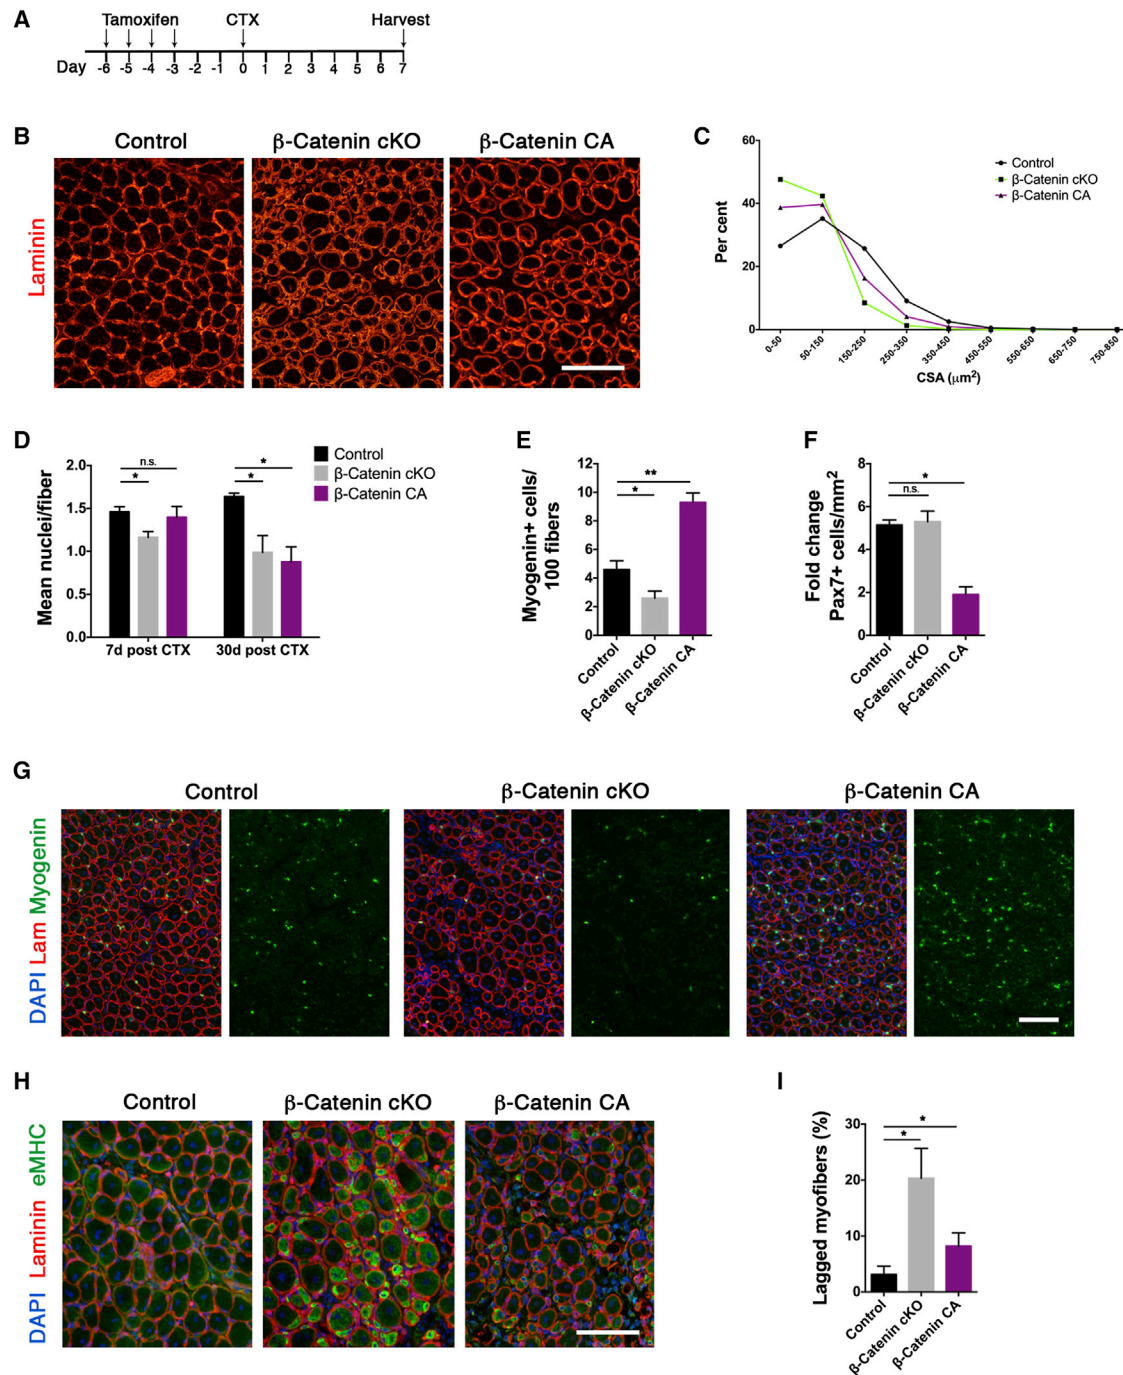 A
Tamoxifen CTX Harvest
Day -6 -5 -4 -3 -2 -1 0 1 2 3 4 5 6 7
B
Control β-Catenin cKO β-Catenin CA
Laminin
C
Control
β-Catenin cKO
β-Catenin CA
Per cent
60
40
20
0
0-50 50-150 150-250 250-350 350-450 450-550 550-650 650-750 750-850
CSA (μm²)
D
Control
β-Catenin cKO
β-Catenin CA
Mean nuclei/fiber
2.0
1.5
1.0
0.5
0.0
n.s.
*
*
*
7d post CTX 30d post CTX
E
Myogenin+ cells/
100 fibers
12
10
8
6
4
2
0
**
*
Control
β-Catenin cKO
β-Catenin CA
F
Fold change
Pax7+ cells/mm²
8
6
4
2
0
*
n.s.
Control
β-Catenin cKO
β-Catenin CA
G
Control β-Catenin cKO β-Catenin CA
DAPI Lam Myogenin
H
Control β-Catenin cKO β-Catenin CA
DAPI Laminin eMHC
I
Lagged myofibers (%)
30
20
10
0
*
*
Control
β-Catenin cKO
β-Catenin CA